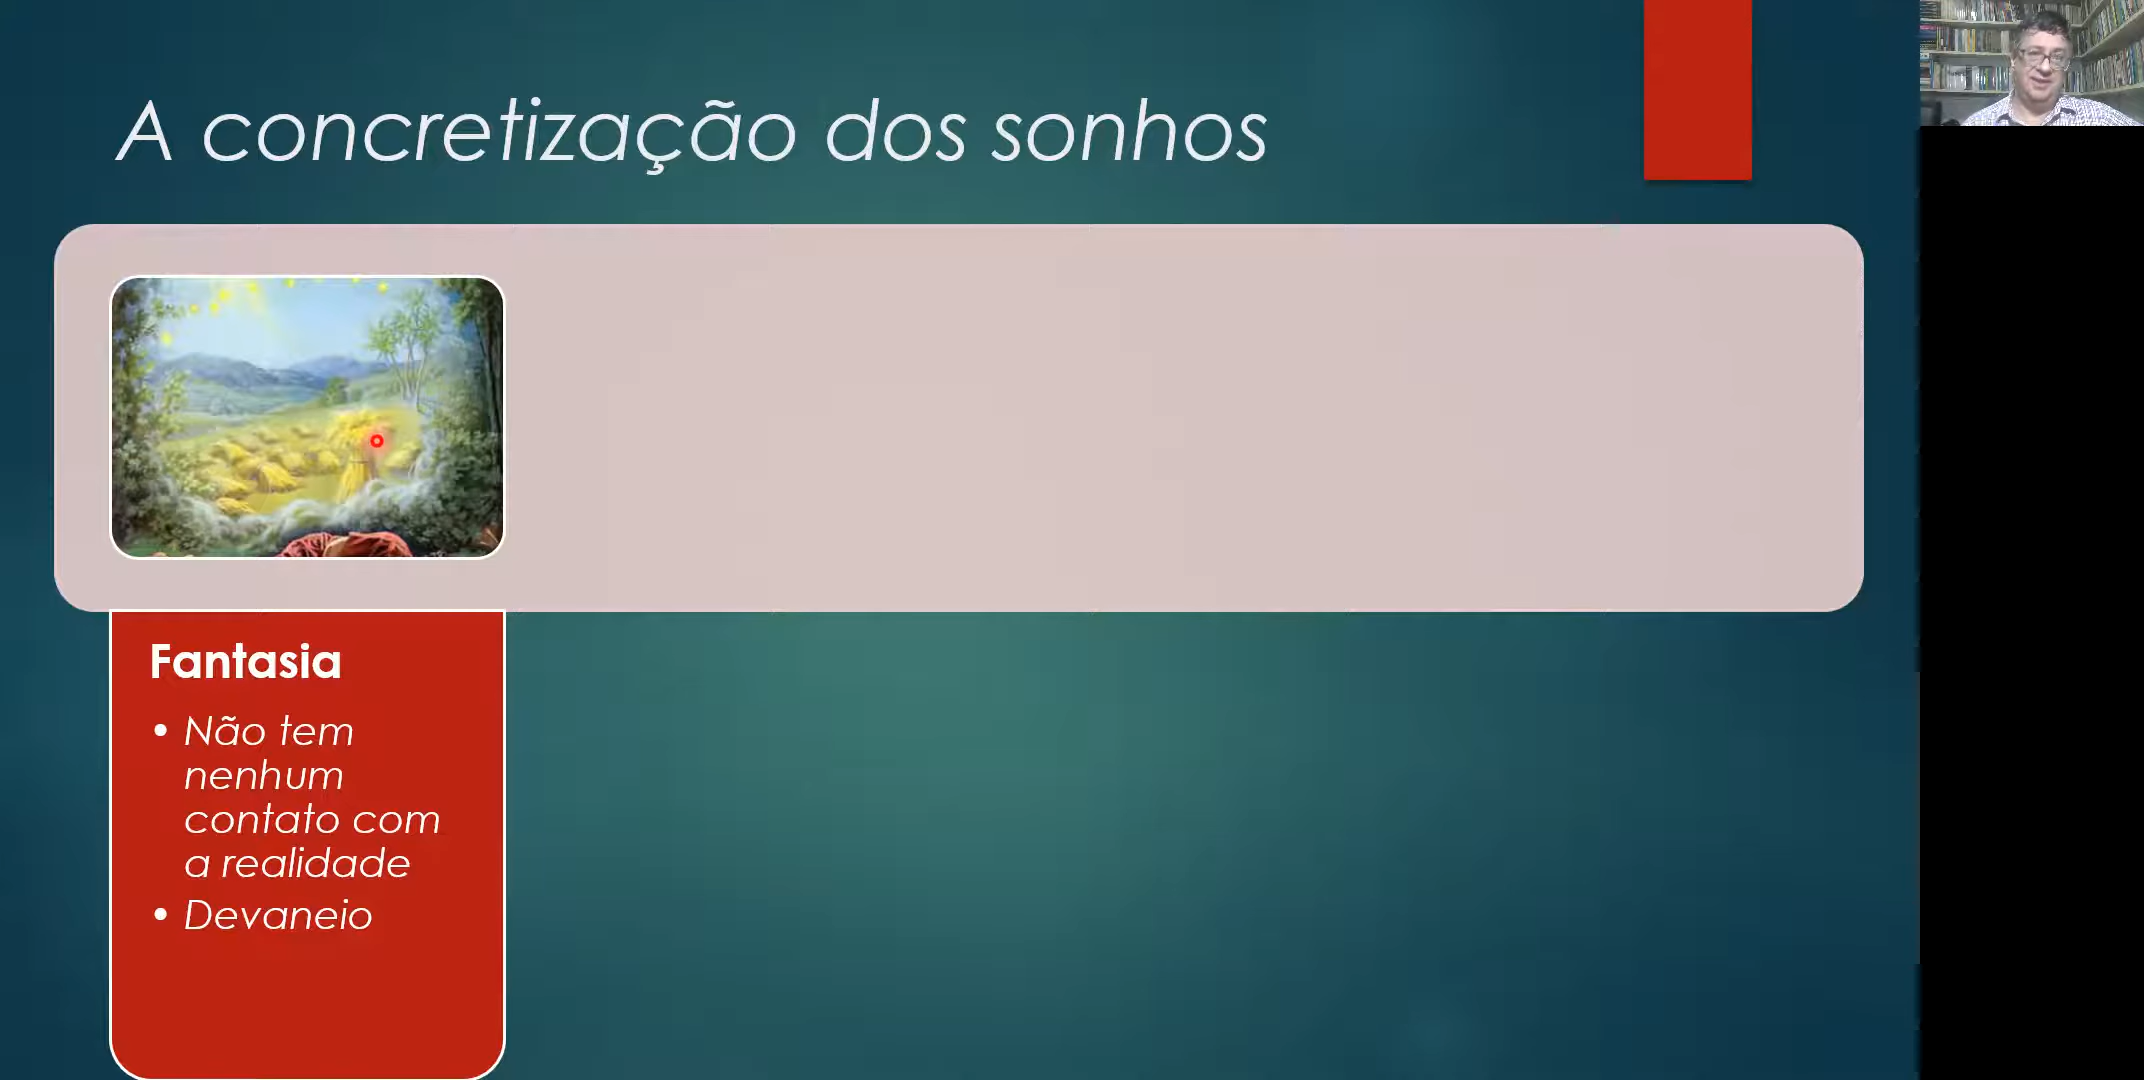 A concretização dos sonhos
Fantasia
• Não tem
nenhum
contato com
a realidade
• Devaneio